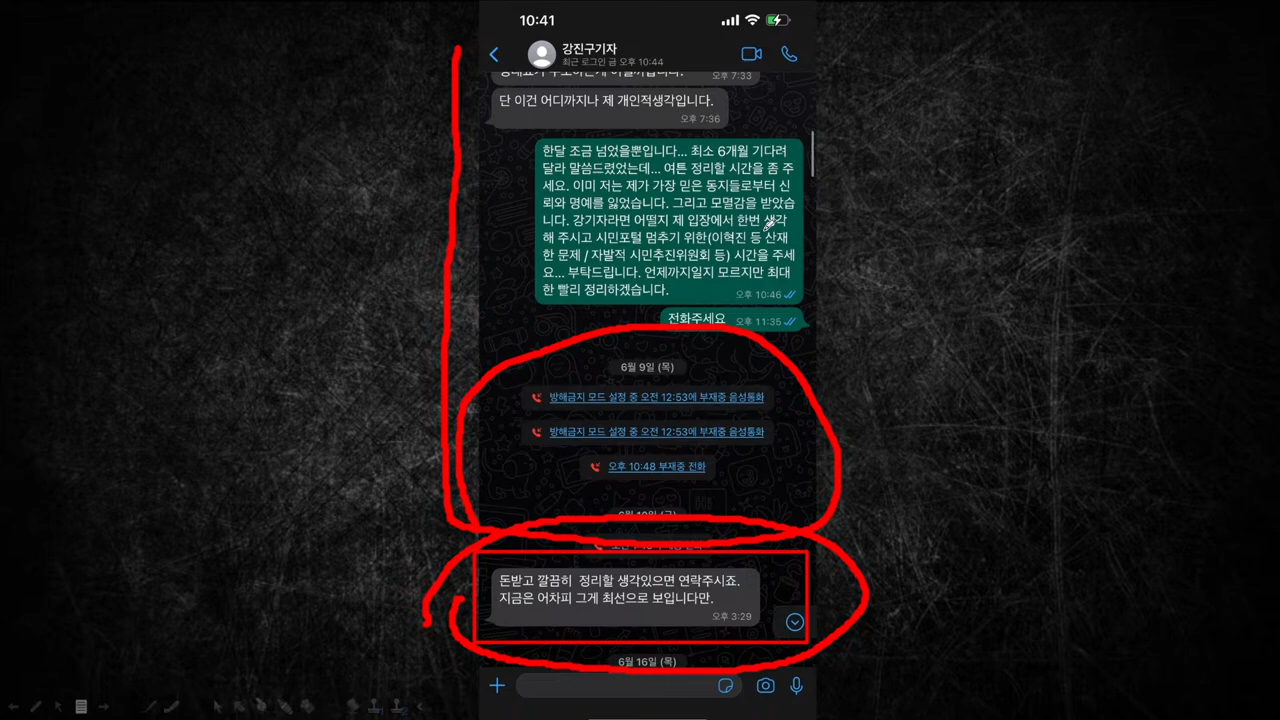 10:41
강진구기자
최근 로그인 금 오후 10:44
오후 7:33
단 이건 어디까지나 제 개인적생각입니다.
오후 7:36
한달 조금 넘었을뿐입니다... 최소 6개월 기다려
달라 말씀드렸었는데... 여튼 정리할 시간을 좀 주
세요. 이미 저는 제가 가장 믿은 동지들로부터 신
뢰와 명예를 잃었습니다. 그리고 모멸감을 받았습
니다. 강기자라면 어떨지 제 입장에서 한번 생각
해 주시고 시민포털 멈추기 위한(이혁진 등 산재
한 문제 / 자발적 시민추진위원회 등) 시간을 주세
요... 부탁드립니다. 언제까지일지 모르지만 최대
한 빨리 정리하겠습니다.
오후 10:46
전화주세요
오후 11:35
6월 9일 (목)
방해금지 모드 설정 중 오전 12:53에 부재중 음성통화
방해금지 모드 설정 중 오전 12:53에 부재중 음성통화
오후 10:48 부재중 전화
돈받고 깔끔히 정리할 생각있으면 연락주시죠.
지금은 어차피 그게 최선으로 보입니다만.
오후 3:29
6월 16일 (목)